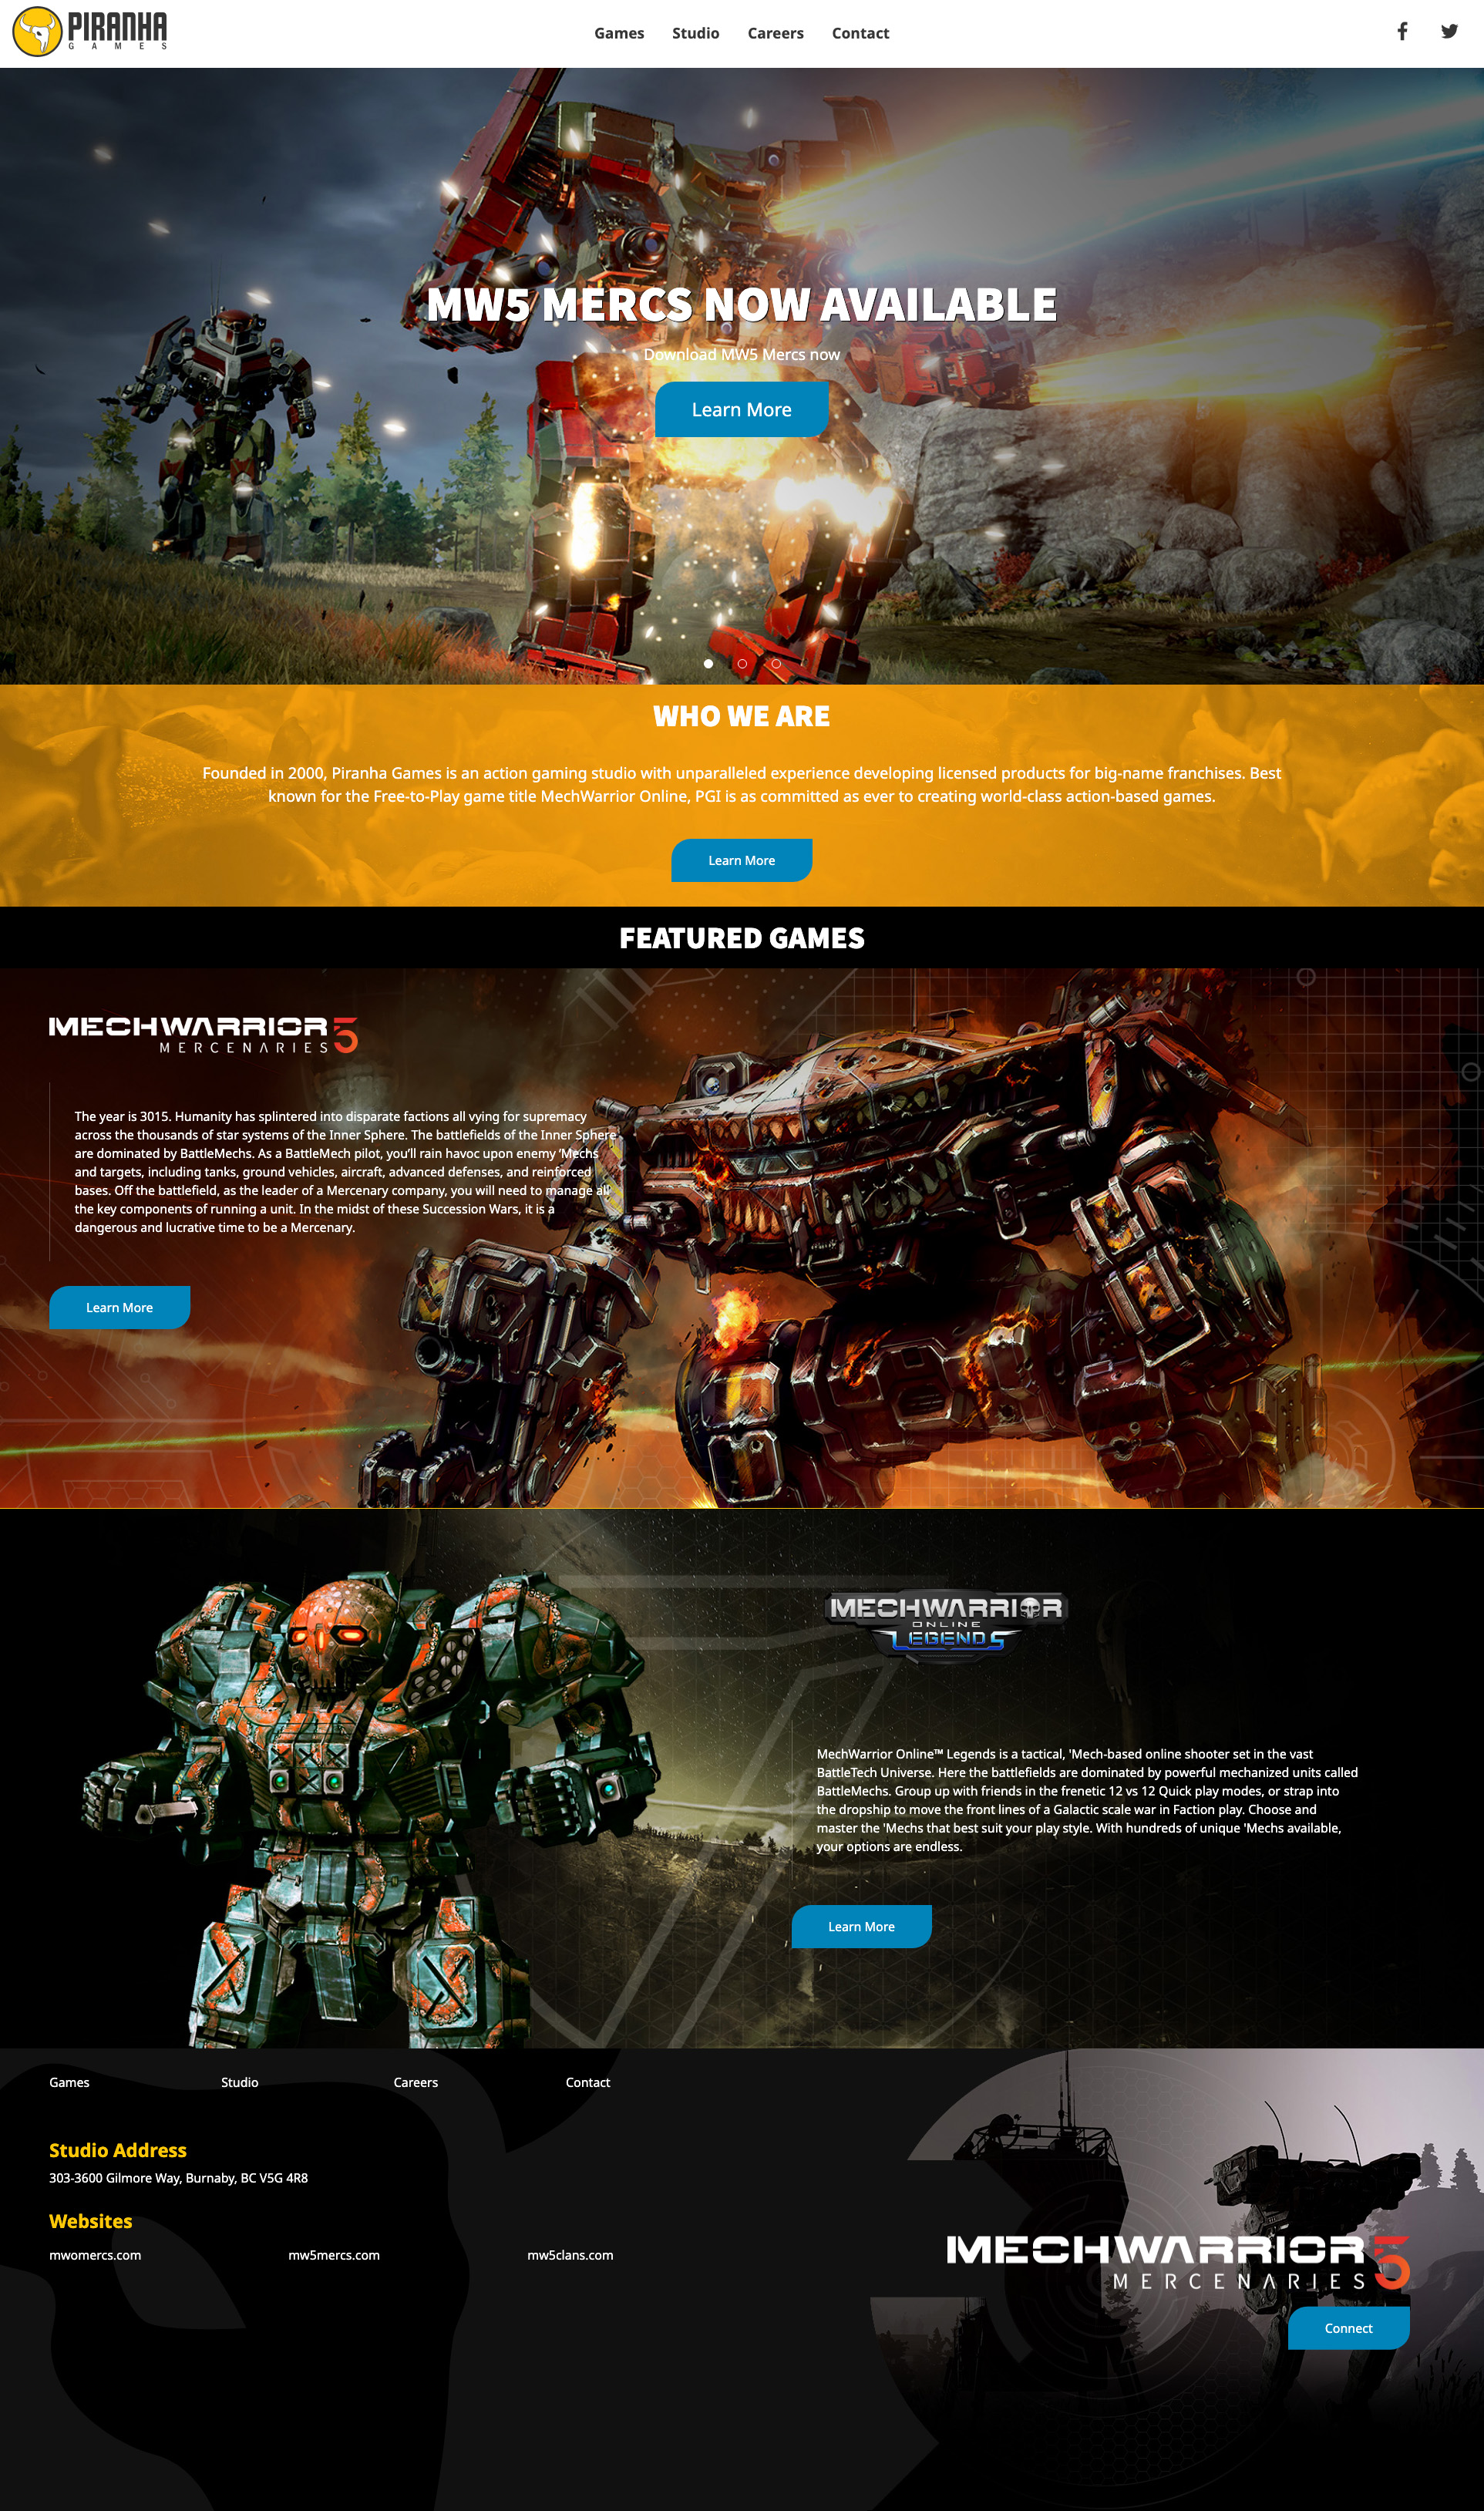 PIRANHA
GAMES
Games Studio Careers Contact
MW5 MERCS NOW AVAILABLE
Download MW5 Mercs now
Learn More
WHO WE ARE
Founded in 2000, Piranha Games is an action gaming studio with unparalleled experience developing licensed products for big-name franchises. Best
known for the Free-to-Play game title MechWarrior Online, PGI is as committed as ever to creating world-class action-based games.
Learn More
FEATURED GAMES
MECHWARRIOR 5
MERCENARIES
The year is 3015. Humanity has splintered into disparate factions all vying for supremacy
across the thousands of star systems of the Inner Sphere. The battlefields of the Inner Sphere
are dominated by BattleMechs. As a BattleMech pilot, you’ll rain havoc upon enemy ‘Mechs
and targets, including tanks, ground vehicles, aircraft, advanced defenses, and reinforced
bases. Off the battlefield, as the leader of a Mercenary company, you will need to manage all
the key components of running a unit. In the midst of these Succession Wars, it is a
dangerous and lucrative time to be a Mercenary.
Learn More
MECHWARRIOR
ONLINE
LEGENDS
MechWarrior Online™ Legends is a tactical, 'Mech-based online shooter set in the vast
BattleTech Universe. Here the battlefields are dominated by powerful mechanized units called
BattleMechs. Group up with friends in the frenetic 12 vs 12 Quick play modes, or strap into
the dropship to move the front lines of a Galactic scale war in Faction play. Choose and
master the 'Mechs that best suit your play style. With hundreds of unique 'Mechs available,
your options are endless.
Learn More
Games Studio Careers Contact
Studio Address
303-3600 Gilmore Way, Burnaby, BC V5G 4R8
Websites
mwomercs.com mw5mercs.com mw5clans.com
MECHWARRIOR 5
MERCENARIES
Connect